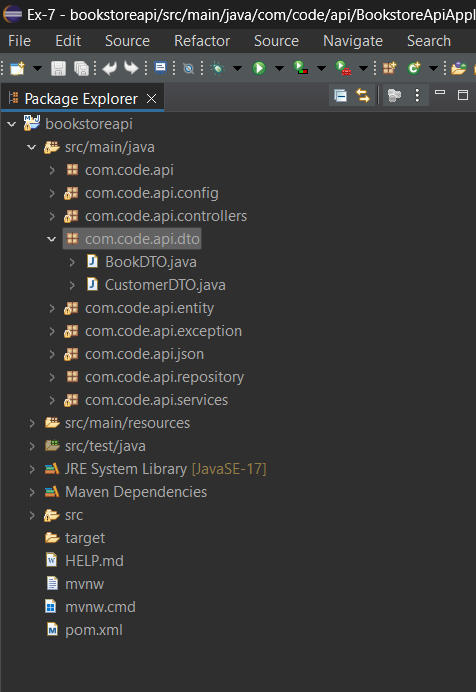 Ex-7 - bookstoreapi/src/main/java/com/code/api/BookstoreApiAppl
File Edit Source Refactor Source Navigate Search
Package Explorer
bookstoreapi
src/main/java
com.code.api
com.code.api.config
com.code.api.controllers
com.code.api.dto
BookDTO.java
CustomerDTO.java
com.code.api.entity
com.code.api.exception
com.code.api.json
com.code.api.repository
com.code.api.services
src/main/resources
src/test/java
JRE System Library [JavaSE-17]
Maven Dependencies
src
target
HELP.md
mvnw
mvnw.cmd
pom.xml